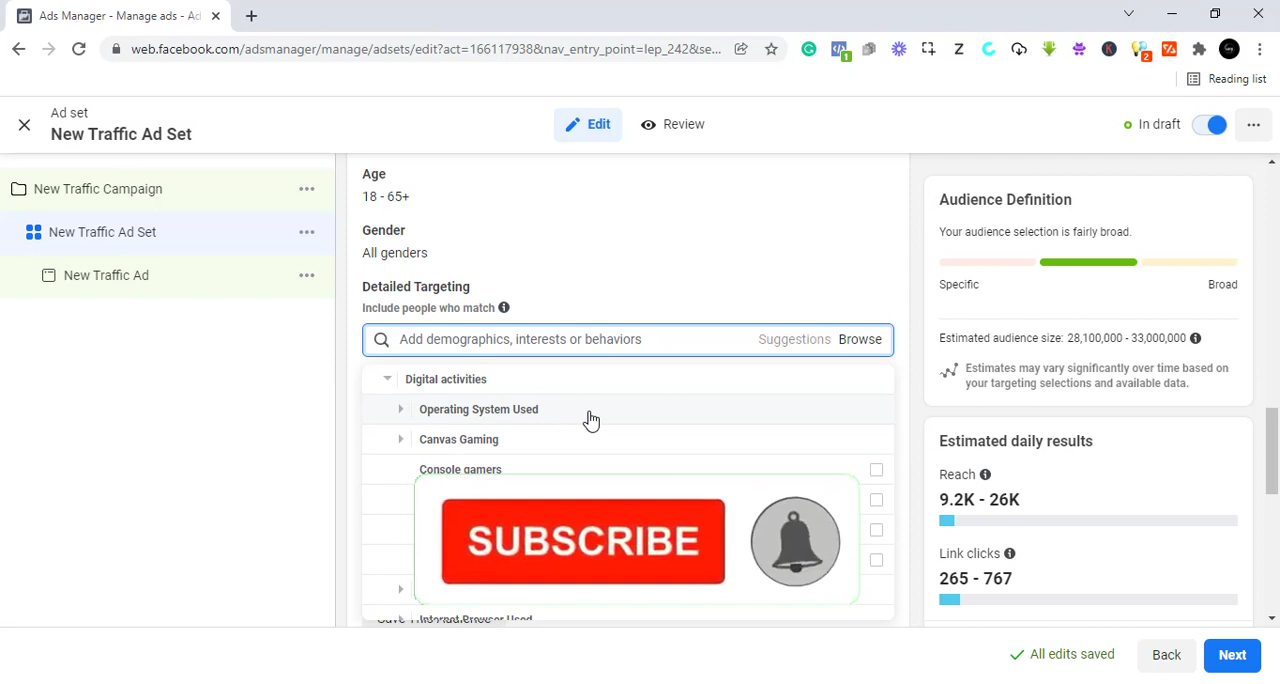 Ads Manager - Manage ads - Ad
web.facebook.com/adsmanager/manage/adsets/edit?act=166117938&nav_entry_point=lep_242&se...
1
Z
K
2
Reading list
Ad set
New Traffic Ad Set
Edit
Review
In draft
New Traffic Campaign
New Traffic Ad Set
New Traffic Ad
Age
18 - 65+
Gender
All genders
Detailed Targeting
Include people who match
Add demographics, interests or behaviors
Suggestions
Browse
Digital activities
Operating System Used
Canvas Gaming
Console gamers
SUBSCRIBE
Internet Browser Used
Audience Definition
Your audience selection is fairly broad.
Specific
Broad
Estimated audience size: 28,100,000 - 33,000,000
Estimates may vary significantly over time based on
your targeting selections and available data.
Estimated daily results
Reach
9.2K - 26K
Link clicks
265 - 767
All edits saved
Back
Next